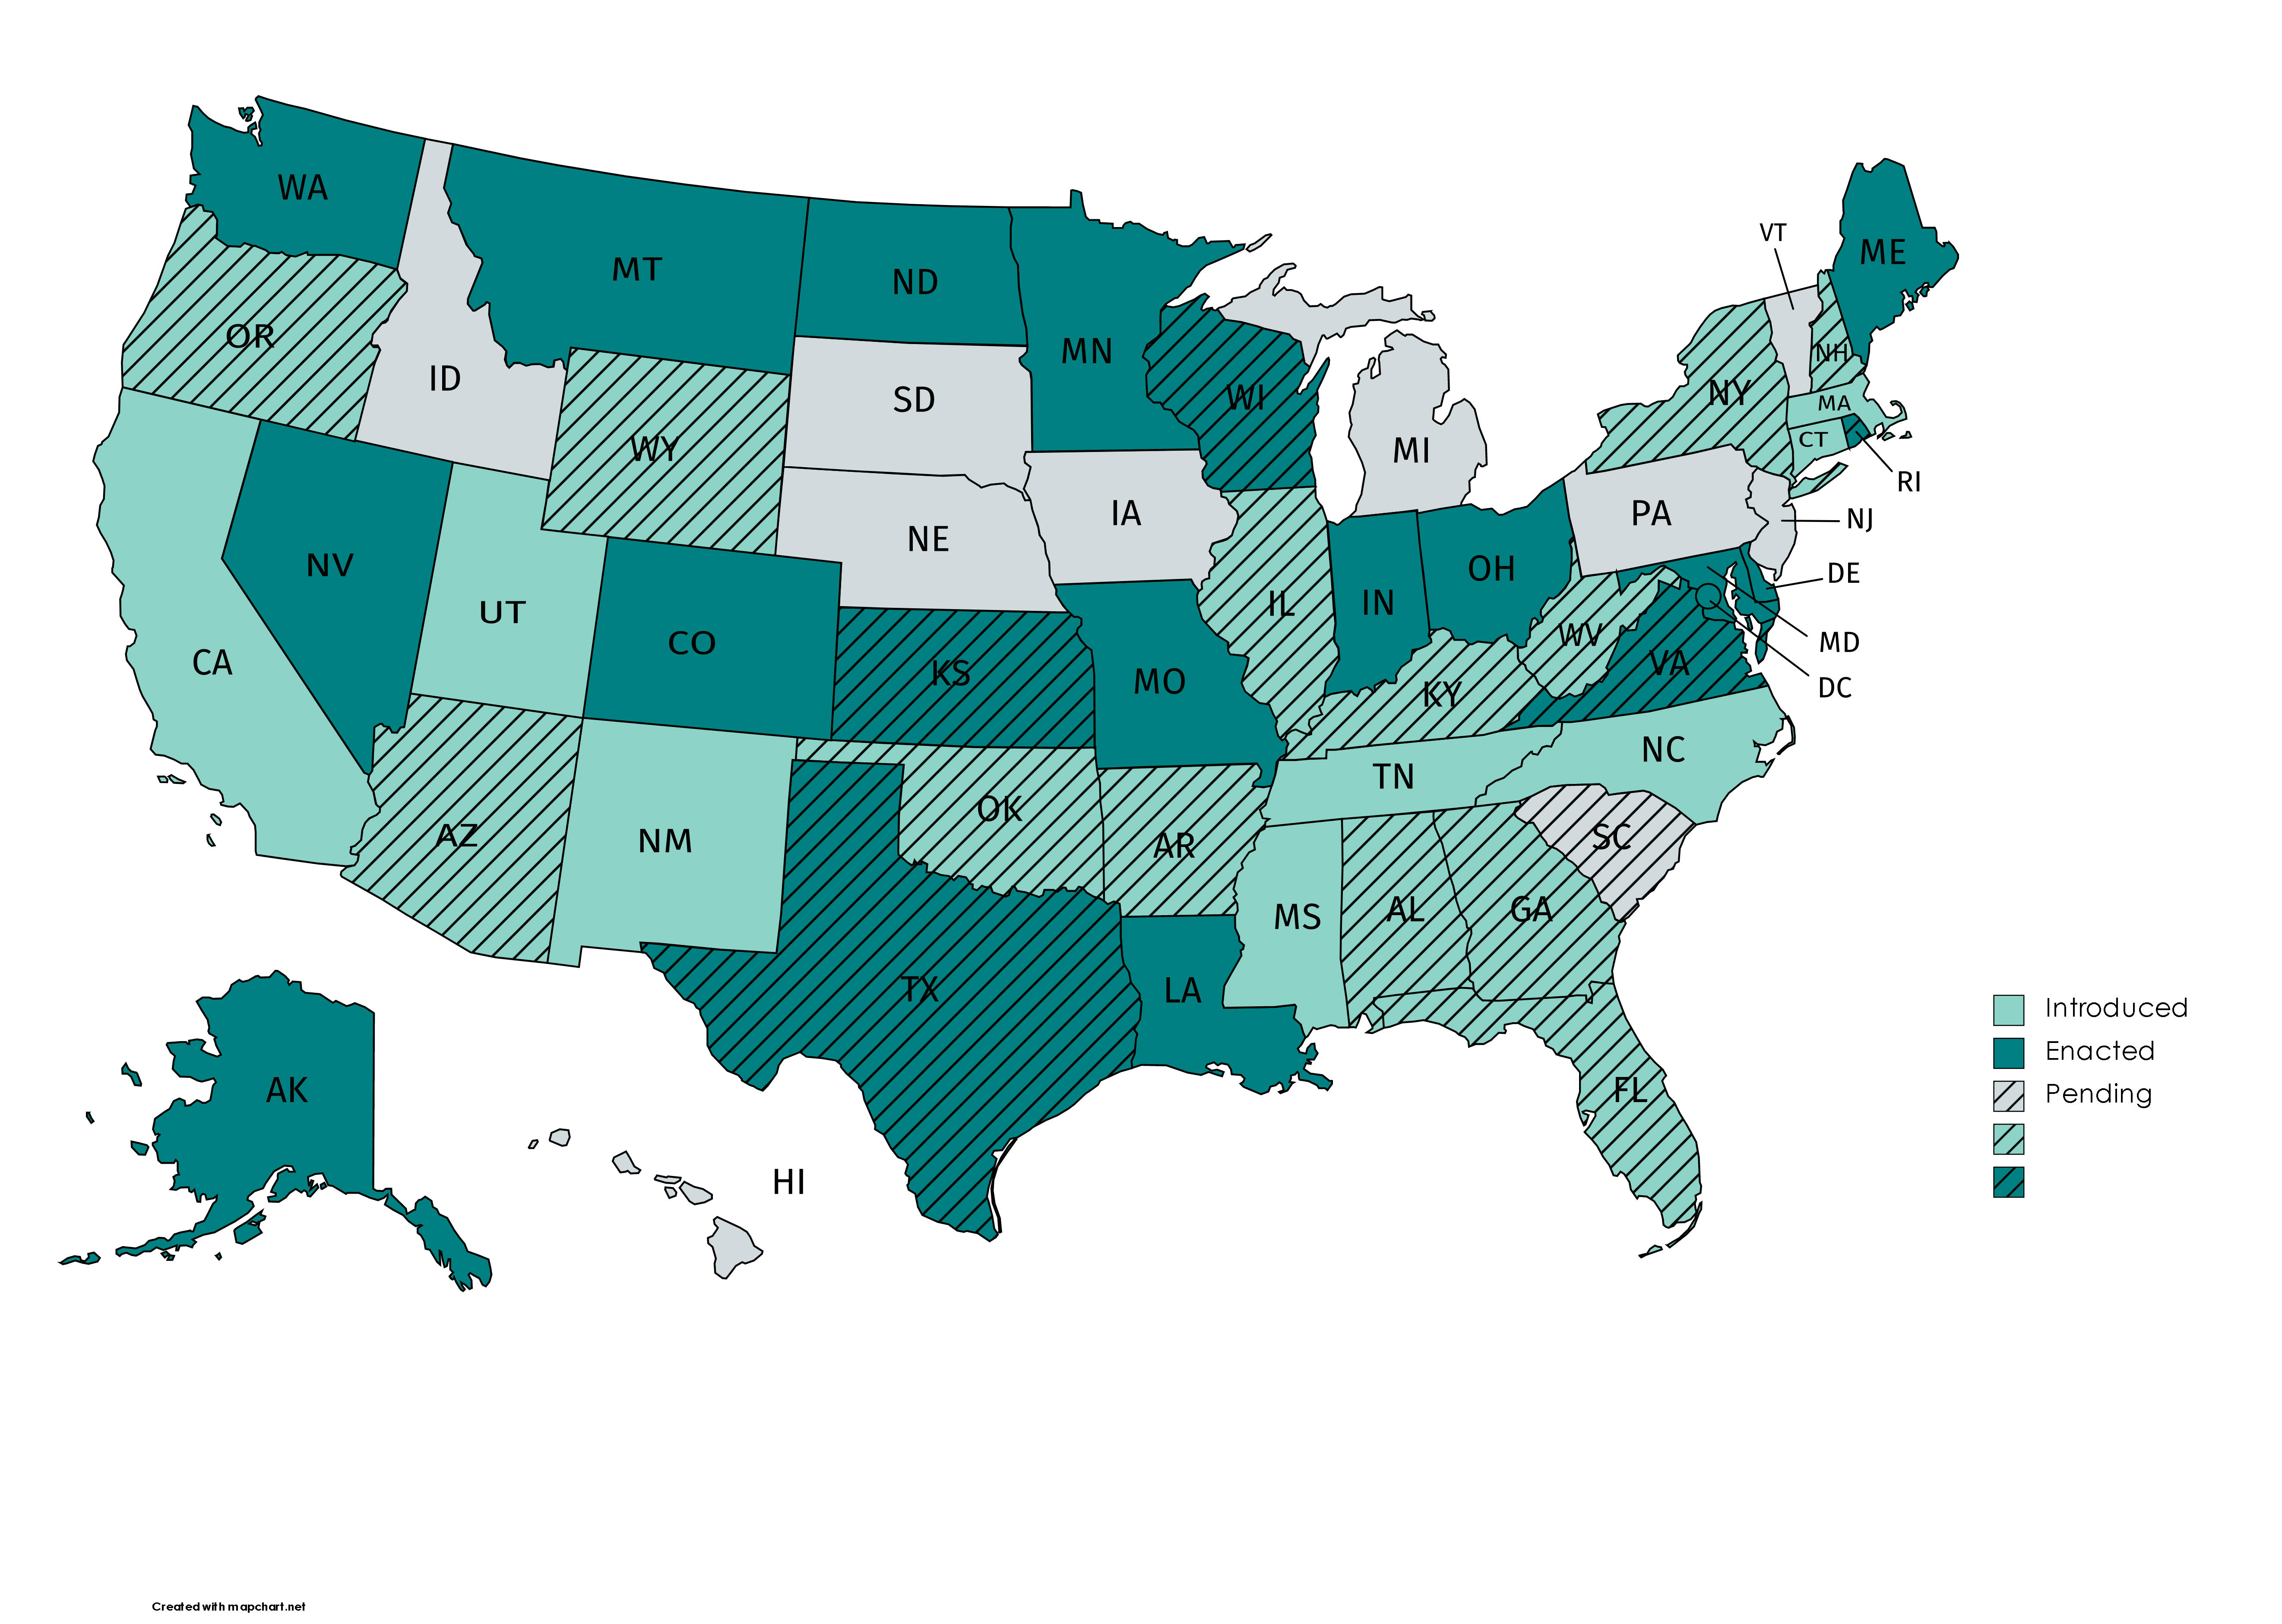 WA
MT
ND
MN
ME
VT
OR
ID
WY
SD
WI
MI
NY
NH
MA
CT
RI
NV
UT
CO
NE
IA
IL
IN
OH
PA
NJ
DE
MD
DC
CA
KS
MO
KY
WV
VA
AZ
NM
OK
AR
TN
NC
SC
TX
LA
MS
AL
GA
FL
AK
HI
Introduced
Enacted
Pending
Created with mapchart.net